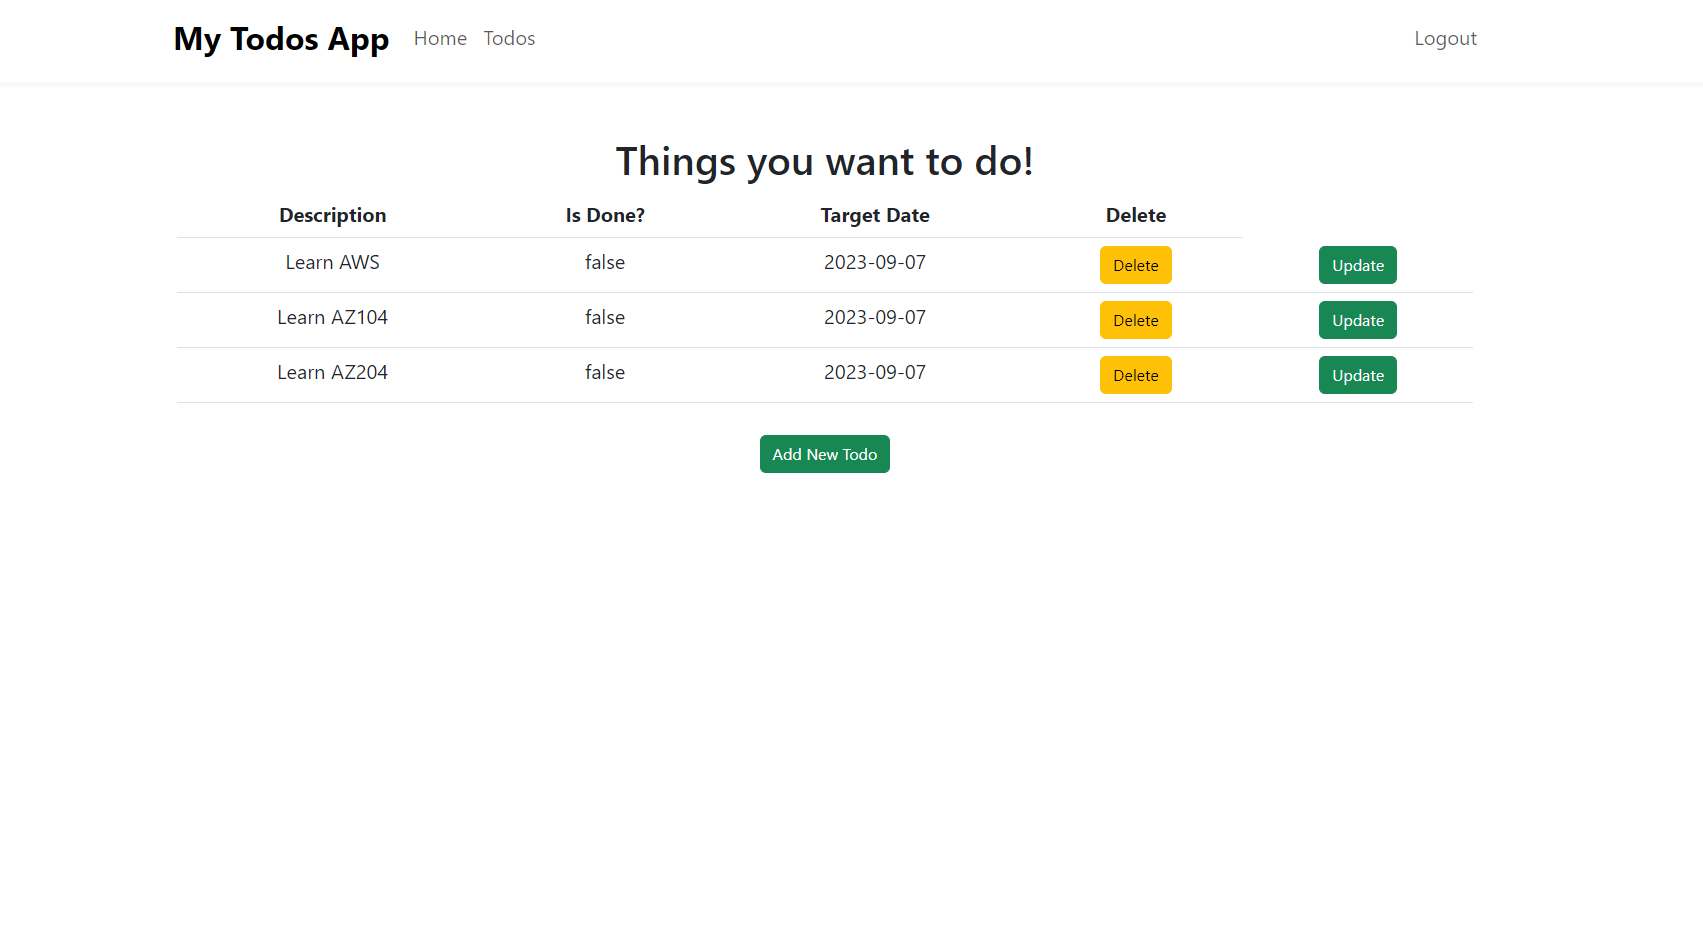 My Todos App Home Todos Logout
Things you want to do!
Description Is Done? Target Date Delete
Learn AWS false 2023-09-07 Delete Update
Learn AZ104 false 2023-09-07 Delete Update
Learn AZ204 false 2023-09-07 Delete Update
Add New Todo